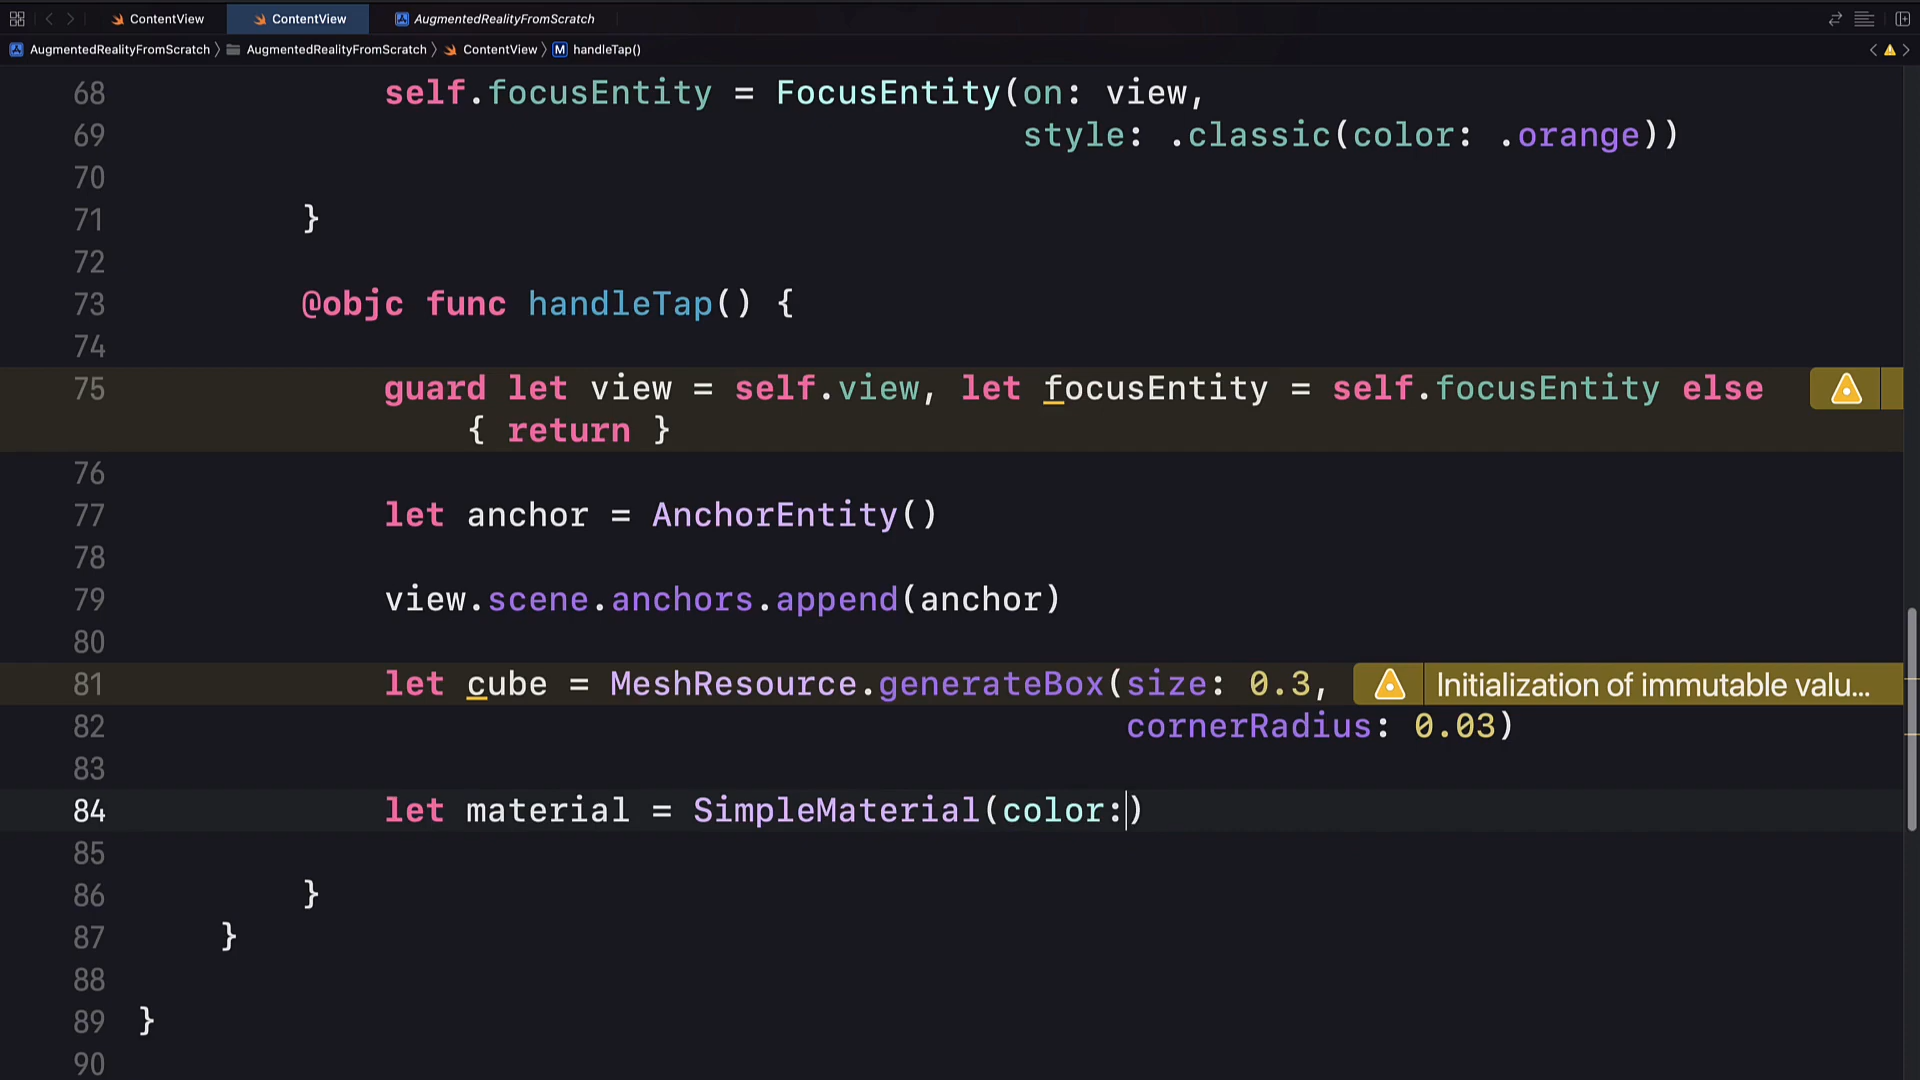 ContentView ContentView AugmentedRealityFromScratch
AugmentedRealityFromScratch AugmentedRealityFromScratch ContentView M handleTap()
68 self.focusEntity = FocusEntity(on: view,
69 style: .classic(color: .orange))
70
71 }
72
73 @objc func handleTap() {
74
75 guard let view = self.view, let focusEntity = self.focusEntity else
{ return }
76
77 let anchor = AnchorEntity()
78
79 view.scene.anchors.append(anchor)
80
81 let cube = MeshResource.generateBox(size: 0.3, Initialization of immutable valu...
82 cornerRadius: 0.03)
83
84 let material = SimpleMaterial(color:)
85
86 }
87 }
88
89 }
90